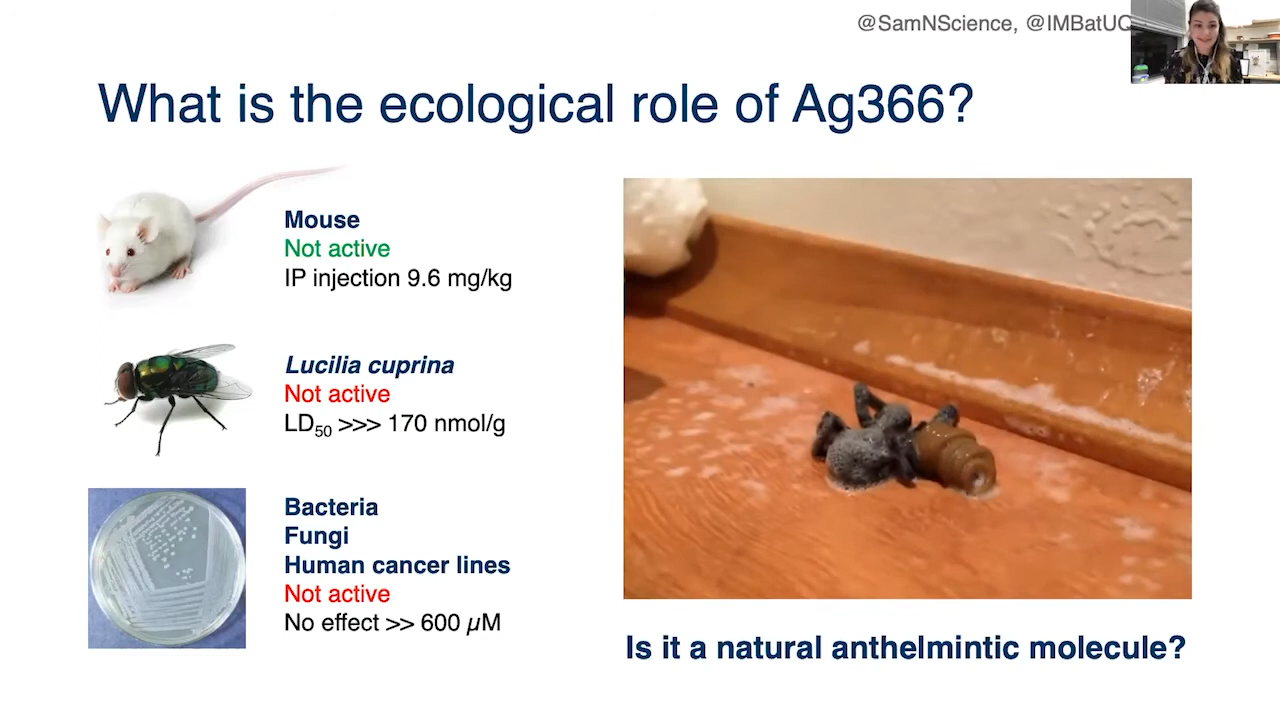 @SamNScience, @IMBatUQ
What is the ecological role of Ag366?
Mouse
Not active
IP injection 9.6 mg/kg
Lucilia cuprina
Not active
LD50 >>> 170 nmol/g
Bacteria
Fungi
Human cancer lines
Not active
No effect >> 600 µM
Is it a natural anthelmintic molecule?